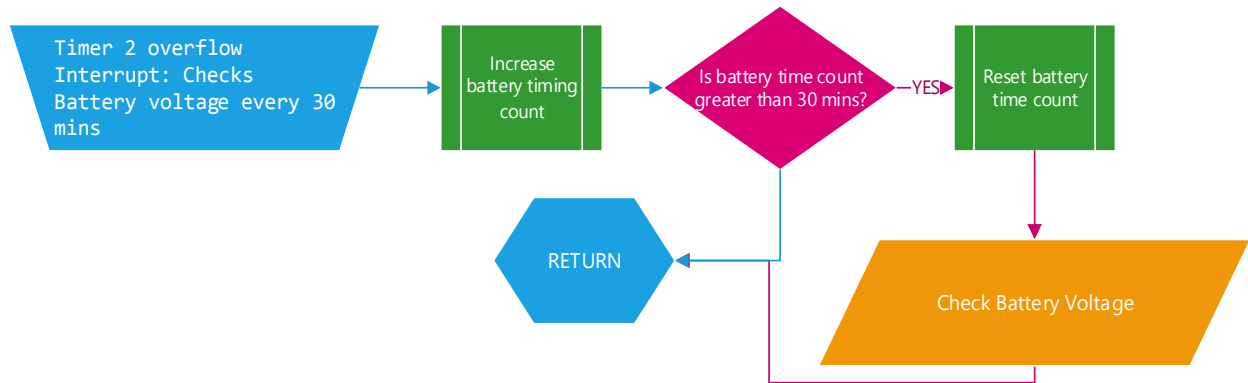 Timer 2 overflow
Interrupt: Checks
Battery voltage every 30
mins
Increase
battery timing
count
Is battery time count
greater than 30 mins?
YES
Reset battery
time count
RETURN
Check Battery Voltage